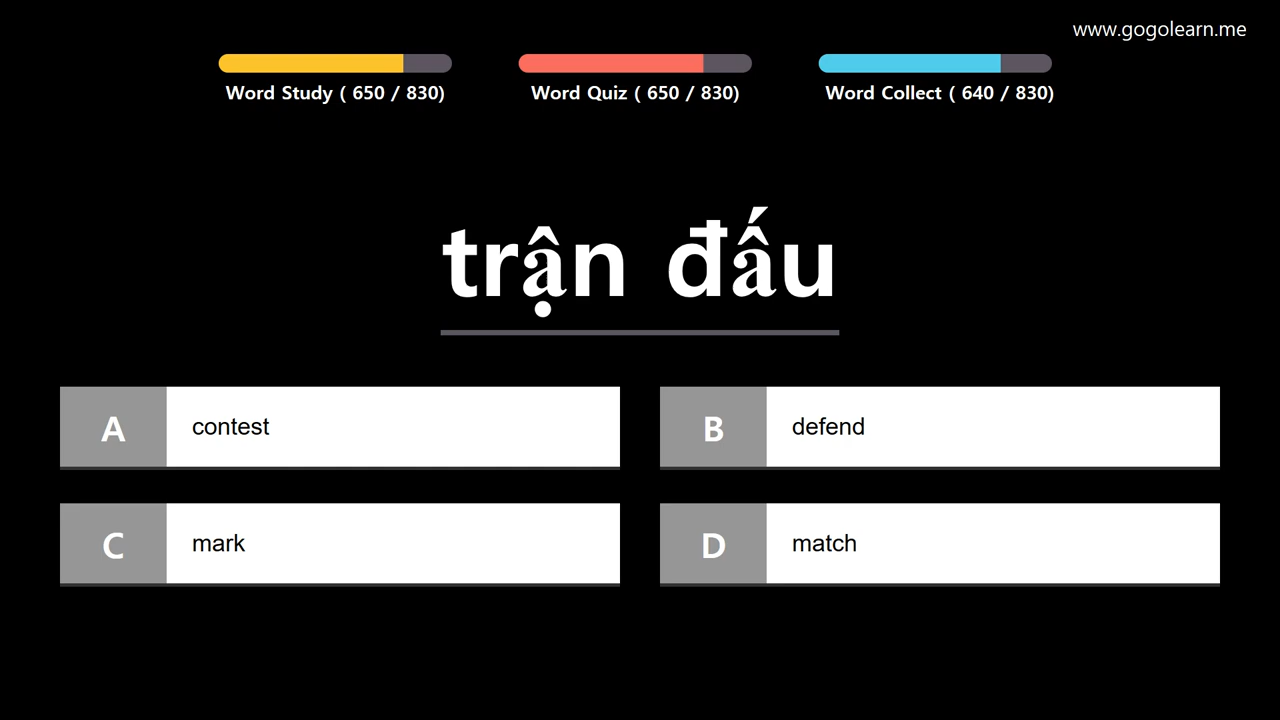 www.gogolearn.me
Word Study ( 650 / 830)
Word Quiz ( 650 / 830)
Word Collect ( 640 / 830)
trận đấu
A contest
B defend
C mark
D match